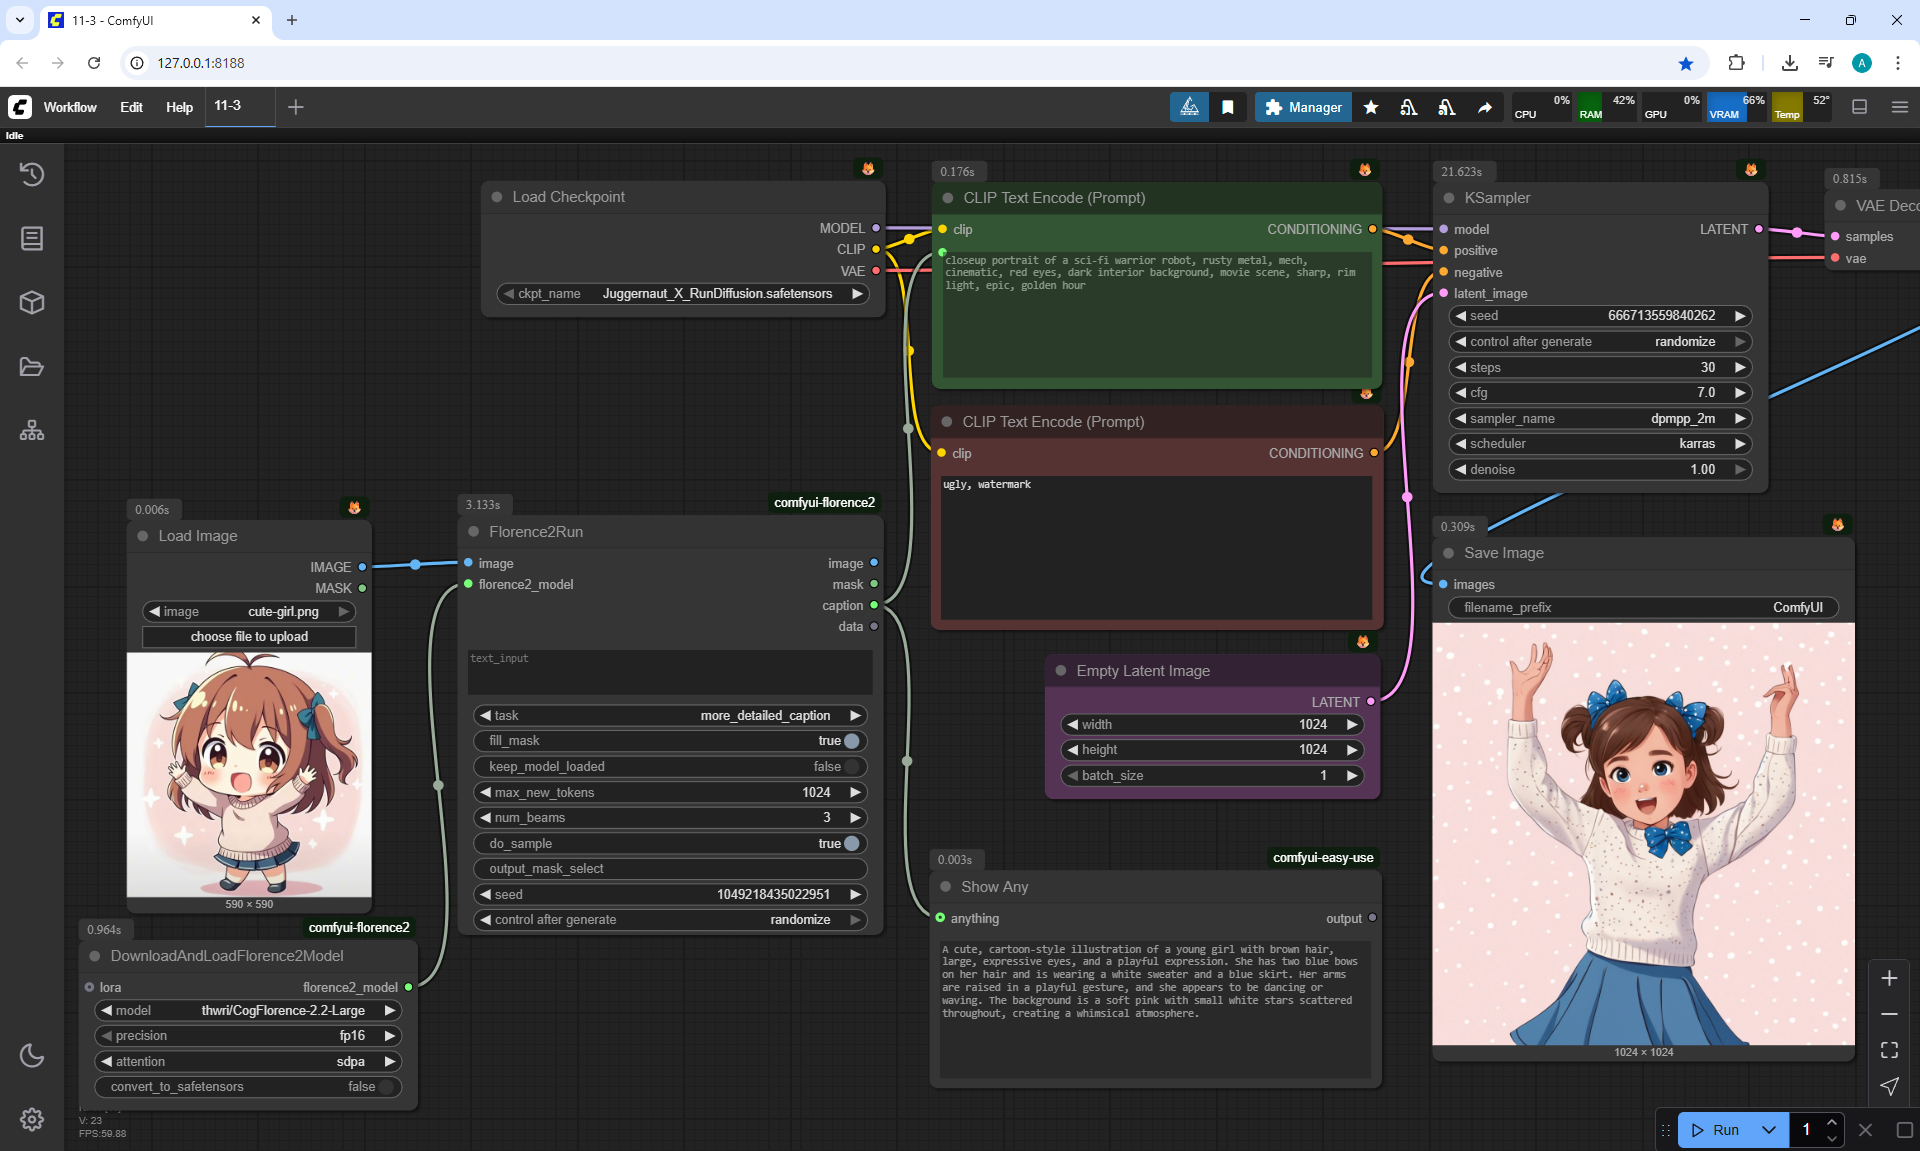 11-3 - ComfyUI
127.0.0.1:8188
Workflow Edit Help 11-3
Manager
CPU 0% RAM 42% GPU 0% VRAM 66% Temp 52°
Idle
Load Checkpoint
MODEL
CLIP
VAE
ckpt_name Juggernaut_X_RunDiffusion.safetensors
0.176s
CLIP Text Encode (Prompt)
clip CONDITIONING
closeup portrait of a sci-fi warrior robot, rusty metal, mech,
cinematic, red eyes, dark interior background, movie scene, sharp, rim
light, epic, golden hour
CLIP Text Encode (Prompt)
clip CONDITIONING
ugly, watermark
21.623s
KSampler
model LATENT
positive
negative
latent_image
seed 666713559840262
control after generate randomize
steps 30
cfg 7.0
sampler_name dpmpp_2m
scheduler karras
denoise 1.00
0.815s
VAE Deco
samples
vae
0.006s
Load Image
IMAGE
MASK
image cute-girl.png
choose file to upload
590 × 590
3.133s
comfyui-florence2
Florence2Run
image image
florence2_model mask
caption
data
text_input
task more_detailed_caption
fill_mask true
keep_model_loaded false
max_new_tokens 1024
num_beams 3
do_sample true
output_mask_select
seed 1049218435022951
control after generate randomize
0.964s
comfyui-florence2
DownloadAndLoadFlorence2Model
lora florence2_model
model thwri/CogFlorence-2.2-Large
precision fp16
attention sdpa
convert_to_safetensors false
V: 23
FPS:59.88
Empty Latent Image
LATENT
width 1024
height 1024
batch_size 1
0.003s
comfyui-easy-use
Show Any
anything output
A cute, cartoon-style illustration of a young girl with brown hair,
large, expressive eyes, and a playful expression. She has two blue bows
on her hair and is wearing a white sweater and a blue skirt. Her arms
are raised in a playful gesture, and she appears to be dancing or
waving. The background is a soft pink with small white stars scattered
throughout, creating a whimsical atmosphere.
0.309s
Save Image
images
filename_prefix ComfyUI
1024 × 1024
Run 1
A